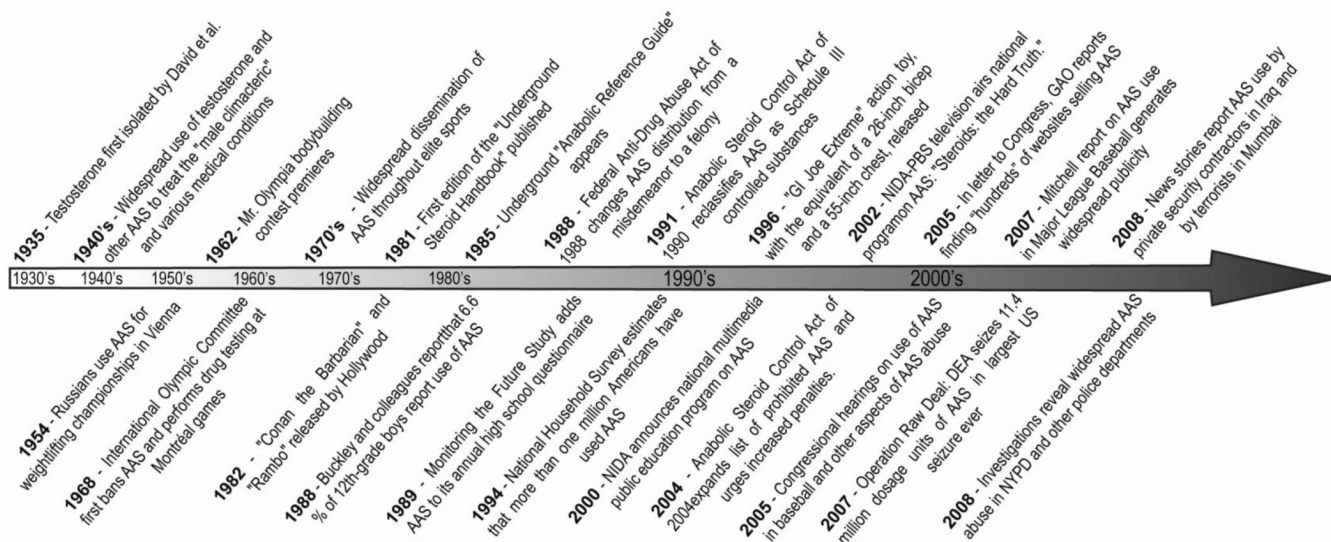 1935 - Testosterone first isolated by David et al.
1940's - Widespread use of testosterone and
other AAS to treat the "male climacteric"
and various medical conditions
1962 - Mr. Olympia bodybuilding
contest premieres
1970's - Widespread dissemination of
AAS throughout elite sports
1981 - First edition of the "Underground
Steroid Handbook" published
1985 - Underground "Anabolic Reference Guide"
appears
1988 - Federal Anti-Drug Abuse Act of
1988 changes AAS distribution from a
misdemeanor to a felony
1991 - Anabolic Steroid Control Act of
1990 reclassifies AAS as Schedule III
controlled substances
1996 - "GI Joe Extreme" action toy,
with the equivalent of a 26-inch bicep
and a 55-inch chest, released
2002 - NIDA-PBS television airs national
programon AAS: "Steroids: the Hard Truth."
2005 - In letter to Congress, GAO reports
finding "hundreds" of websites selling AAS
2007 - Mitchell report on AAS use
in Major League Baseball generates
widespread publicity
2008 - News stories report AAS use by
private security contractors in Iraq and
by terrorists in Mumbai
1930's 1940's 1950's 1960's 1970's 1980's 1990's 2000's
1954 - Russians use AAS for
weightlifting championships in Vienna
1968 - International Olympic Committee
first bans AAS and performs drug testing at
Montréal games
1982 - "Conan the Barbarian" and
"Rambo" released by Hollywood
1988 - Buckley and colleagues reportthat 6.6
% of 12th-grade boys report use of AAS
1989 - Monitoring the Future Study adds
AAS to its annual high school questionnaire
1994 - National Household Survey estimates
that more than one million Americans have
used AAS
2000 - NIDA announces national multimedia
public education program on AAS
2004 - Anabolic Steroid Control Act of
2004expands list of prohibited AAS and
urges increased penalties.
2005 - Congressional hearings on use of AAS
in baseball and other aspects of AAS abuse
2007 - Operation Raw Deal: DEA seizes 11.4
million dosage units of AAS in largest US
seizure ever
2008 - Investigations reveal widespread AAS
abuse in NYPD and other police departments